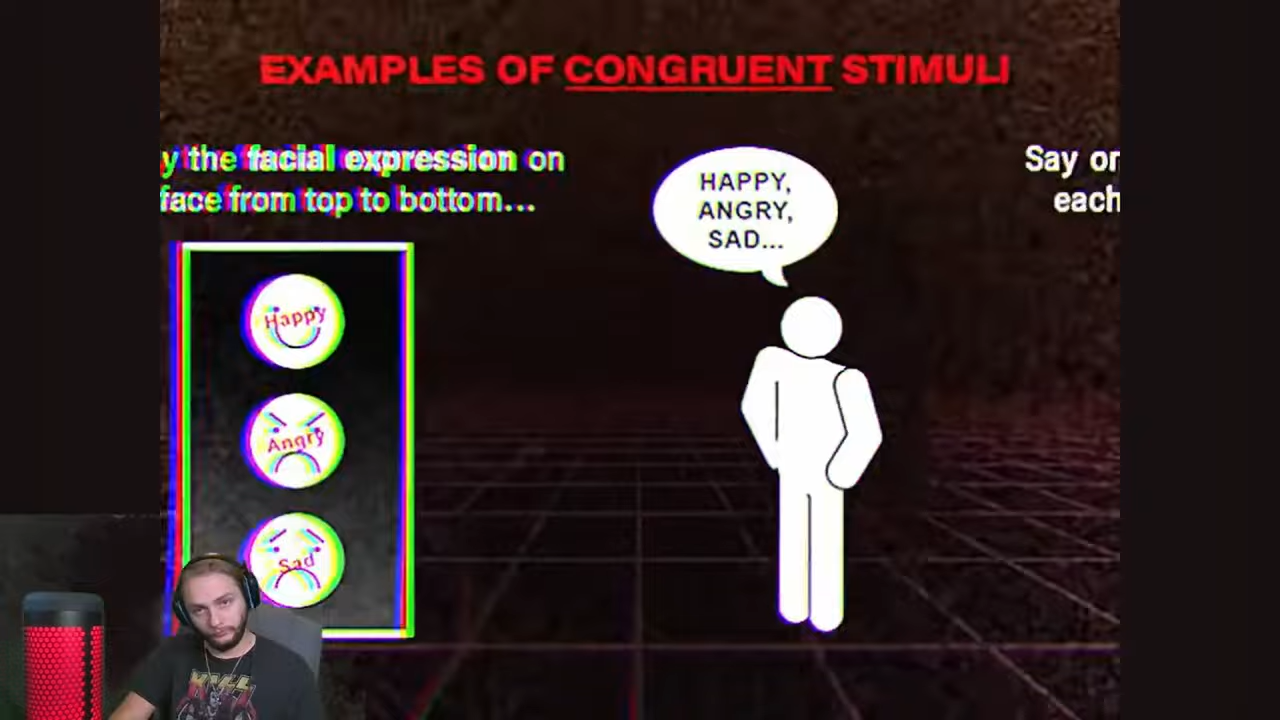 EXAMPLES OF CONGRUENT STIMULI
y the facial expression on
face from top to bottom...
HAPPY,
ANGRY,
SAD...
Say or
each
Happy
Angry
Sad
KISS